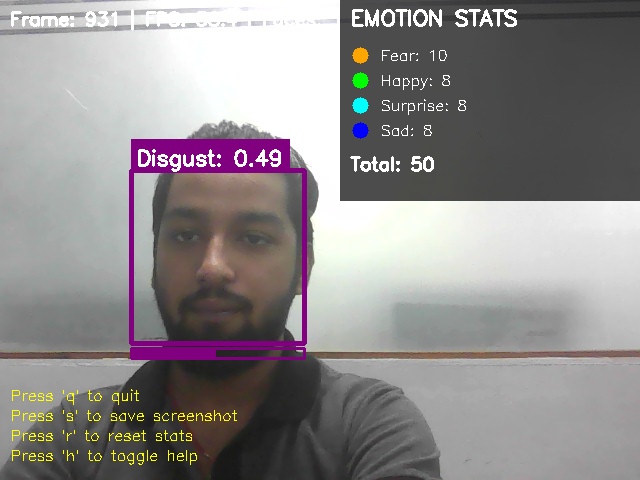 Frame: 931 | FPS:
EMOTION STATS
Fear: 10
Happy: 8
Surprise: 8
Sad: 8
Total: 50
Disgust: 0.49
Press 'q' to quit
Press 's' to save screenshot
Press 'r' to reset stats
Press 'h' to toggle help